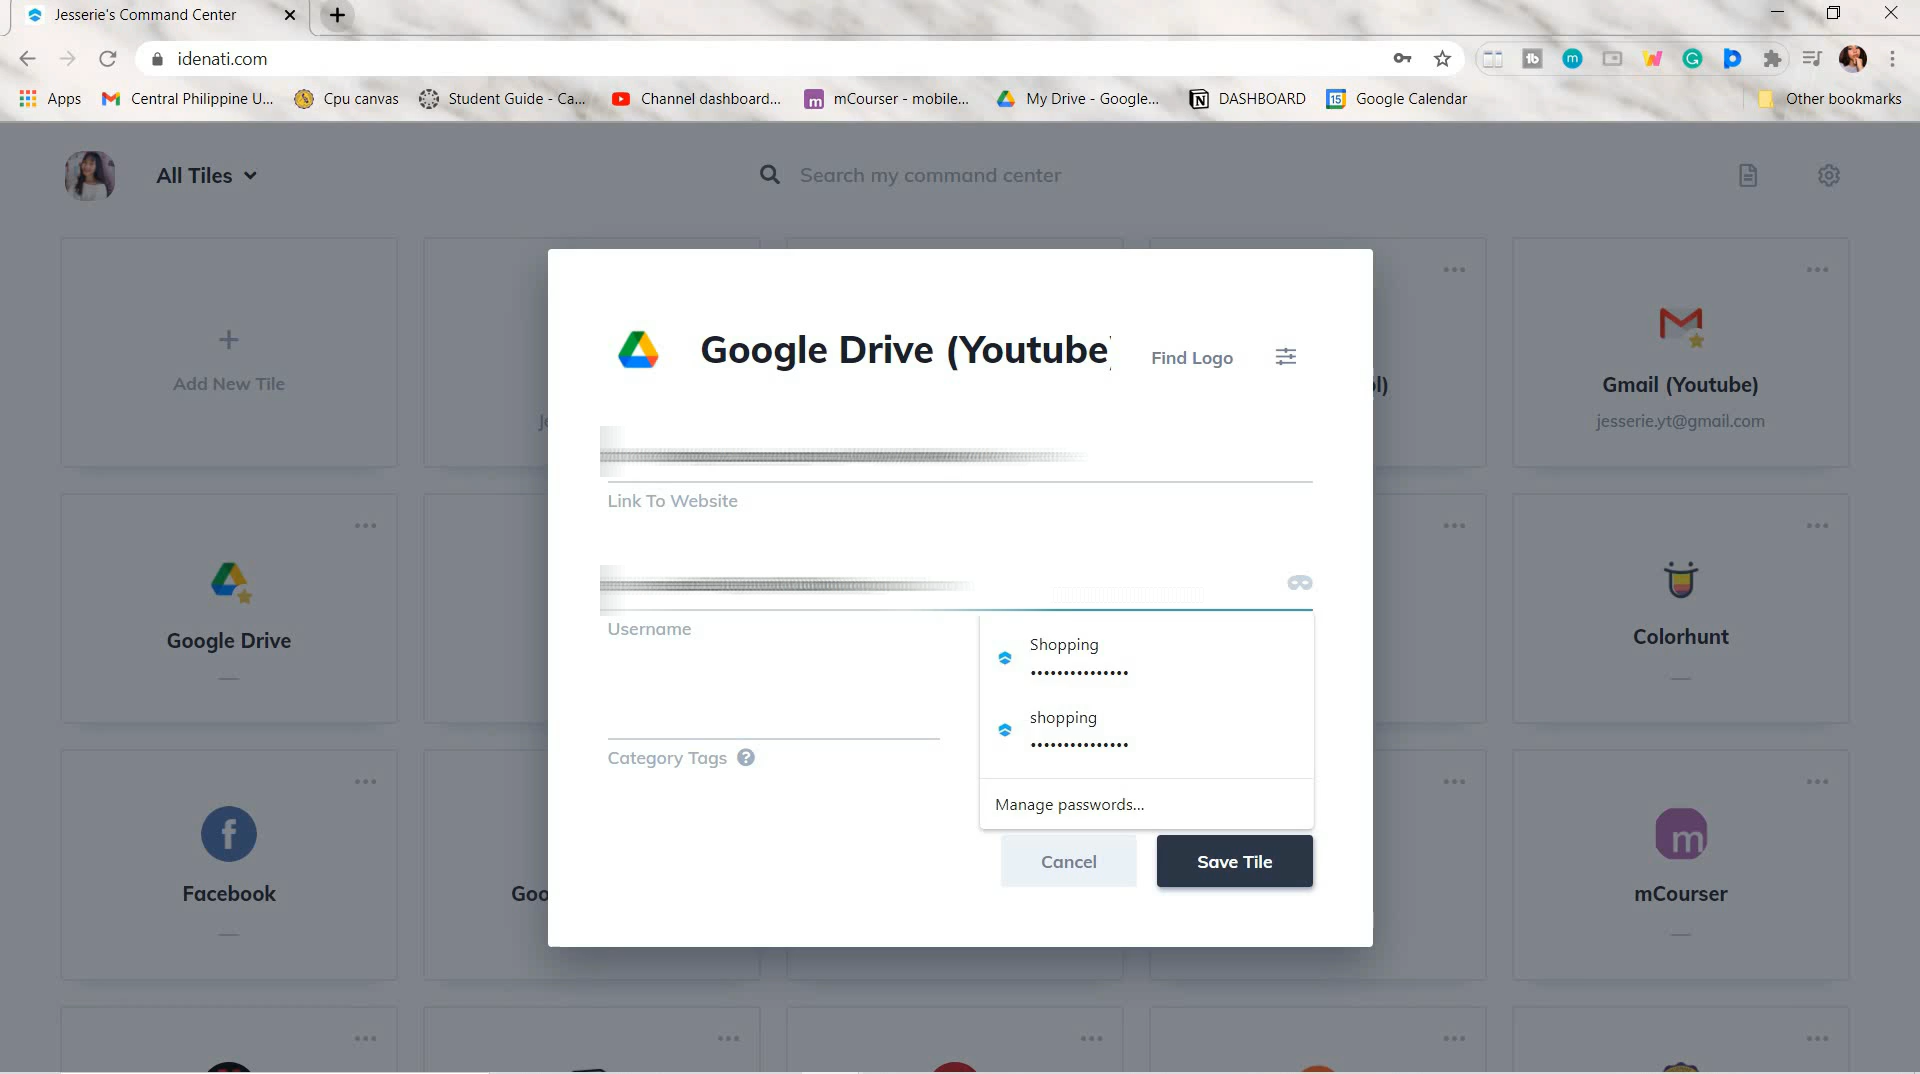 Jesserie's Command Center
idenati.com
Apps
Central Philippine U...
Cpu canvas
Student Guide - Ca...
Channel dashboard...
mCourser - mobile...
My Drive - Google...
DASHBOARD
15
Google Calendar
Other bookmarks
All Tiles
Search my command center
Add New Tile
Google Drive (Youtube)
Find Logo
Gmail (Youtube)
jesserie.yt@gmail.com
Link To Website
Username
Shopping
shopping
Manage passwords...
Category Tags
Cancel
Save Tile
Google Drive
Colorhunt
Facebook
Goo
mCourser